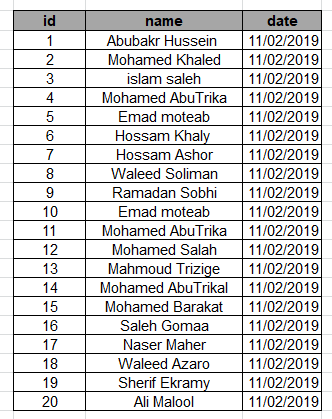 id name date
1 Abubakr Hussein 11/02/2019
2 Mohamed Khaled 11/02/2019
3 islam saleh 11/02/2019
4 Mohamed AbuTrika 11/02/2019
5 Emad moteab 11/02/2019
6 Hossam Khaly 11/02/2019
7 Hossam Ashor 11/02/2019
8 Waleed Soliman 11/02/2019
9 Ramadan Sobhi 11/02/2019
10 Emad moteab 11/02/2019
11 Mohamed AbuTrika 11/02/2019
12 Mohamed Salah 11/02/2019
13 Mahmoud Trizige 11/02/2019
14 Mohamed AbuTrikal 11/02/2019
15 Mohamed Barakat 11/02/2019
16 Saleh Gomaa 11/02/2019
17 Naser Maher 11/02/2019
18 Waleed Azaro 11/02/2019
19 Sherif Ekramy 11/02/2019
20 Ali Malool 11/02/2019